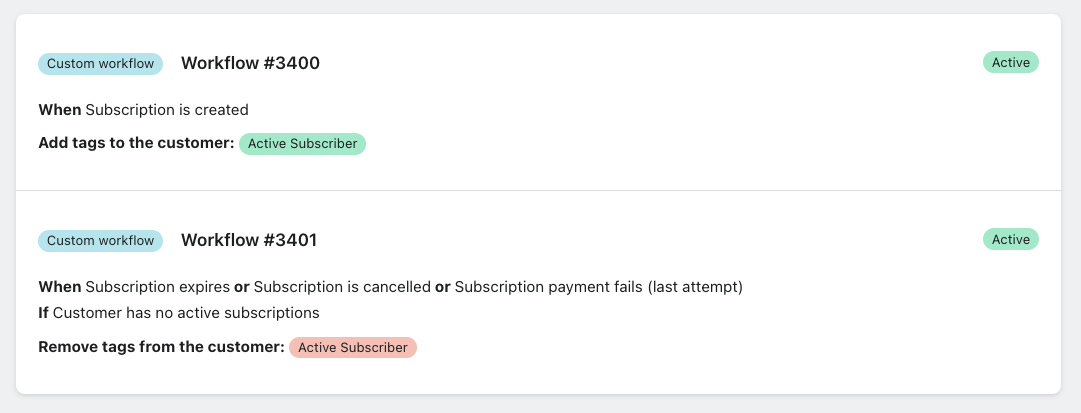 Custom workflow Workflow #3400 Active
When Subscription is created
Add tags to the customer: Active Subscriber
Custom workflow Workflow #3401 Active
When Subscription expires or Subscription is cancelled or Subscription payment fails (last attempt)
If Customer has no active subscriptions
Remove tags from the customer: Active Subscriber